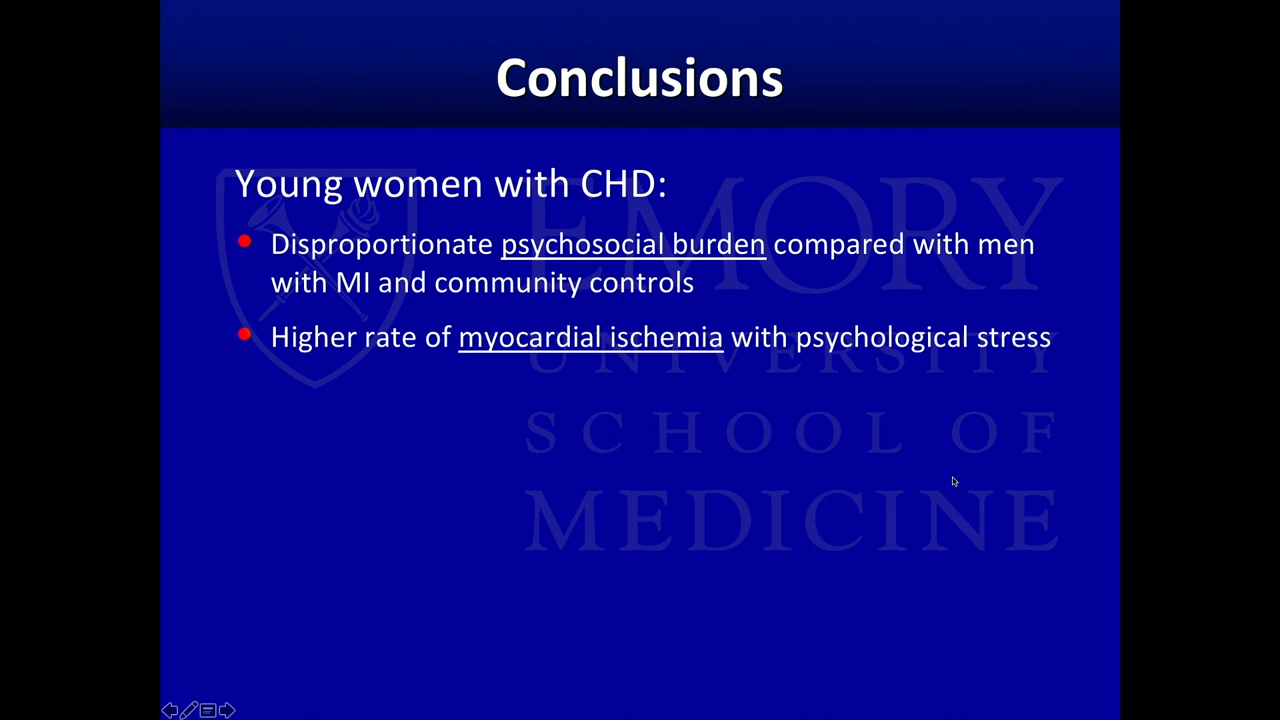 Conclusions
Young women with CHD:
Disproportionate psychosocial burden compared with men
with MI and community controls
Higher rate of myocardial ischemia with psychological stress
EMORY
UNIVERSITY
SCHOOL OF
MEDICINE